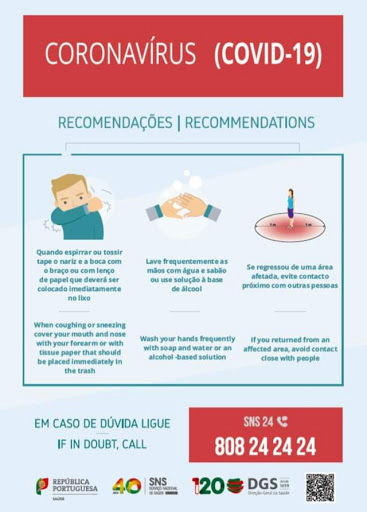 CORONAVÍRUS (COVID-19)
RECOMENDAÇÕES | RECOMMENDATIONS
Quando espirrar ou tossir
tape o nariz e a boca com
o braço ou com lenço
de papel que deverá ser
colocado imediatamente
no lixo
When coughing or sneezing
cover your mouth and nose
with your forearm or with
tissue paper that should
be placed immediately in
the trash
Lave frequentemente as
mãos com água e sabão
ou use solução à base
de álcool
Wash your hands frequently
with soap and water or an
alcohol -based solution
Se regressou de uma área
afetada, evite contacto
próximo com outras pessoas
If you returned from an
affected area, avoid contact
close with people
EM CASO DE DÚVIDA LIGUE
IF IN DOUBT, CALL
SNS 24
808 24 24 24
REPÚBLICA
PORTUGUESA
SAÚDE
40
SNS
SERVIÇO NACIONAL
DE SAÚDE
120
DGS
Direção-Geral da Saúde